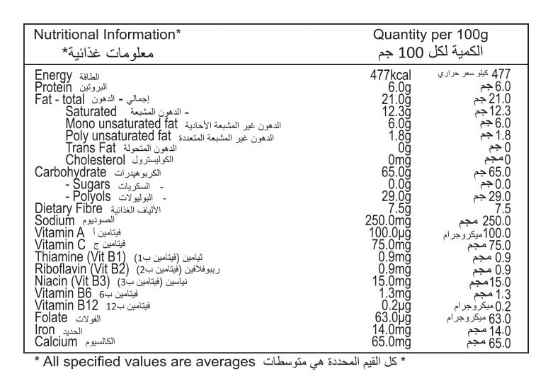 Nutritional Information* Quantity per 100g
معلومات غذائية* الكمية لكل 100 جم
Energy الطاقة 477kcal 477 كيلو سعر حراري
Protein البروتين 6.0g 6.0 جم
Fat - total إجمالي - الدهون 21.0g 21.0 جم
Saturated - الدهون المشبعة 12.3g 12.3 جم
Mono unsaturated fat الدهون غير المشبعة الأحادية 6.0g 6.0 جم
Poly unsaturated fat الدهون غير المشبعة المتعددة 1.8g 1.8 جم
Trans Fat الدهون المتحولة 0g 0 جم
Cholesterol الكوليسترول 0mg 0 مجم
Carbohydrate الكربوهيدرات 65.0g 65.0 جم
- Sugars - السكريات 0.0g 0.0 جم
- Polyols - البوليولات 29.0g 29.0 جم
Dietary Fibre الألياف الغذائية 7.5g 7.5
Sodium الصوديوم 250.0mg 250.0 مجم
Vitamin A فيتامين أ 100.0µg 100.0 ميكروجرام
Vitamin C فيتامين ج 75.0mg 75.0 مجم
Thiamine (Vit B1) ثيامين (فيتامين ب1) 0.9mg 0.9 مجم
Riboflavin (Vit B2) ريبوفلافين (فيتامين ب2) 0.9mg 0.9 مجم
Niacin (Vit B3) نياسين (فيتامين ب3) 15.0mg 15.0 مجم
Vitamin B6 فيتامين ب6 1.3mg 1.3 مجم
Vitamin B12 فيتامين ب12 0.2µg 0.2 ميكروجرام
Folate الفولات 63.0µg 63.0 ميكروجرام
Iron الحديد 14.0mg 14.0 مجم
Calcium الكالسيوم 65.0mg 65.0 مجم
* All specified values are averages كل القيم المحددة هي متوسطات *